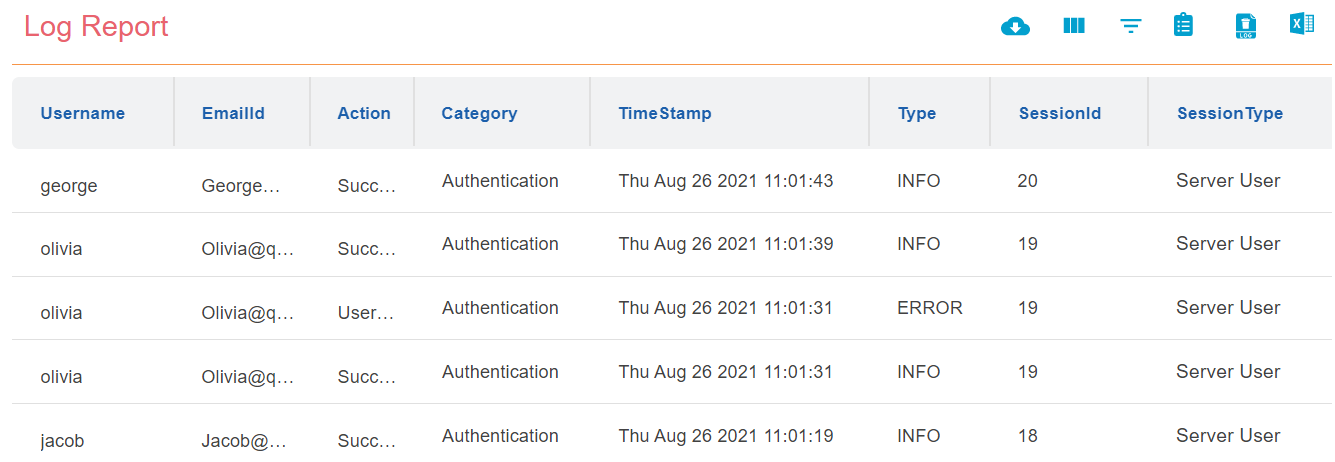 Log Report
LOG
Username EmailId Action Category TimeStamp Type SessionId SessionType
george George… Succ… Authentication Thu Aug 26 2021 11:01:43 INFO 20 Server User
olivia Olivia@q… Succ… Authentication Thu Aug 26 2021 11:01:39 INFO 19 Server User
olivia Olivia@q… User… Authentication Thu Aug 26 2021 11:01:31 ERROR 19 Server User
olivia Olivia@q… Succ… Authentication Thu Aug 26 2021 11:01:31 INFO 19 Server User
jacob Jacob@… Succ… Authentication Thu Aug 26 2021 11:01:19 INFO 18 Server User